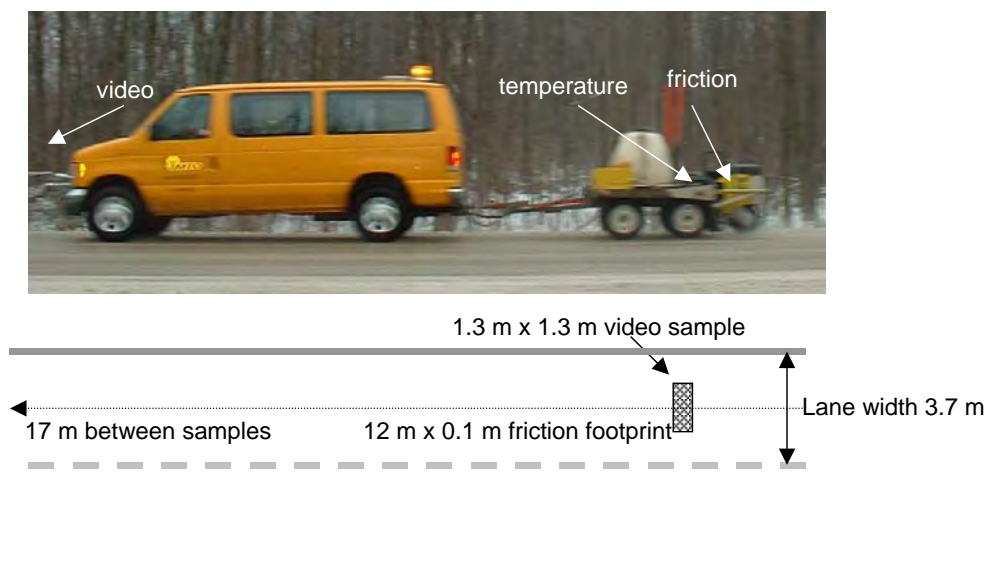 video
temperature
friction
1.3 m x 1.3 m video sample
Lane width 3.7 m
17 m between samples
12 m x 0.1 m friction footprint